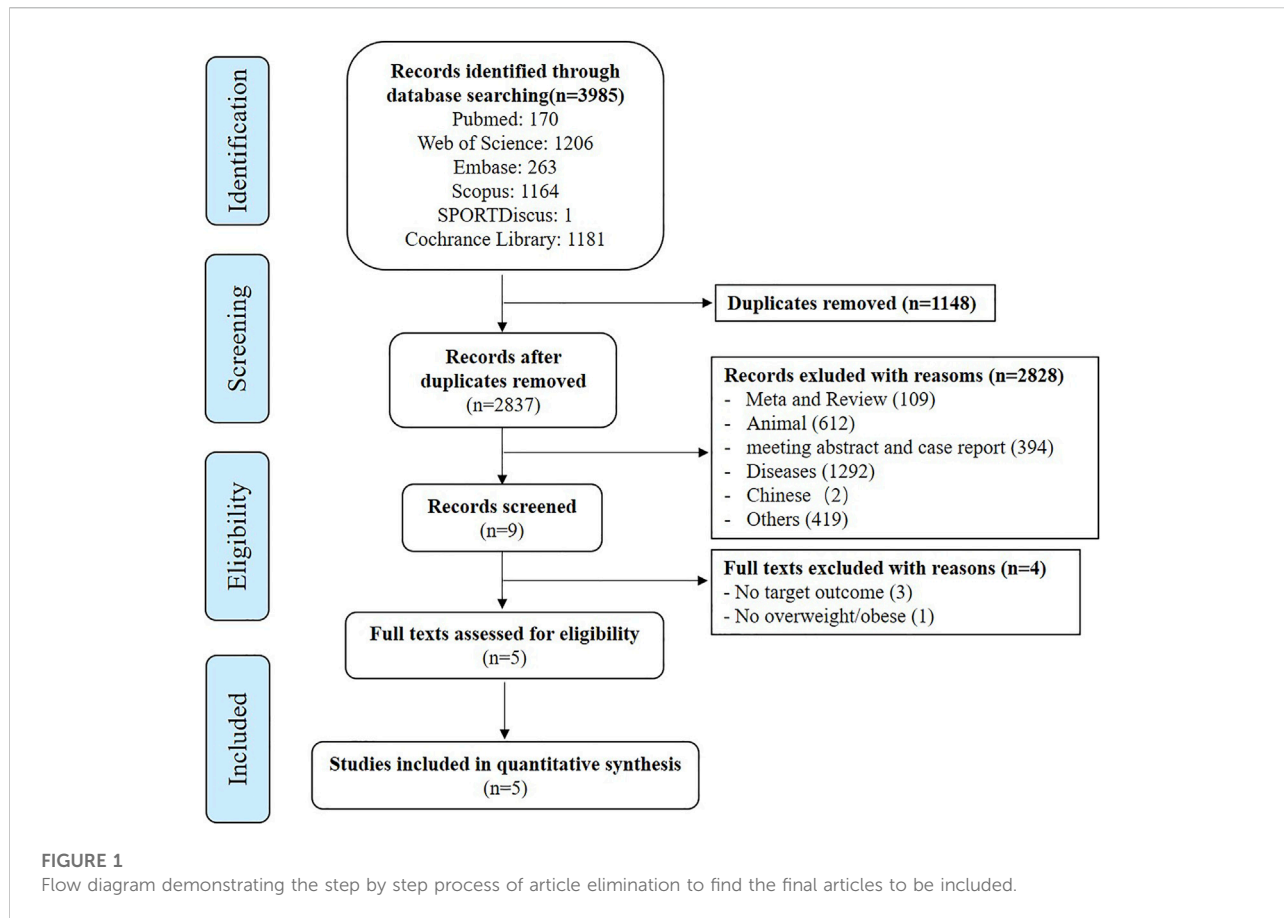 Identification
Records identified through
database searching(n=3985)
Pubmed: 170
Web of Science: 1206
Embase: 263
Scopus: 1164
SPORTDiscus: 1
Cochrance Library: 1181
Screening
Duplicates removed (n=1148)
Records after
duplicates removed
(n=2837)
Records exluded with reasons (n=2828)
- Meta and Review (109)
- Animal (612)
- meeting abstract and case report (394)
- Diseases (1292)
- Chinese（2）
- Others (419)
Eligibility
Records screened
(n=9)
Full texts excluded with reasons (n=4)
- No target outcome (3)
- No overweight/obese (1)
Full texts assessed for eligibility
(n=5)
Included
Studies included in quantitative synthesis
(n=5)
FIGURE 1
Flow diagram demonstrating the step by step process of article elimination to find the final articles to be included.